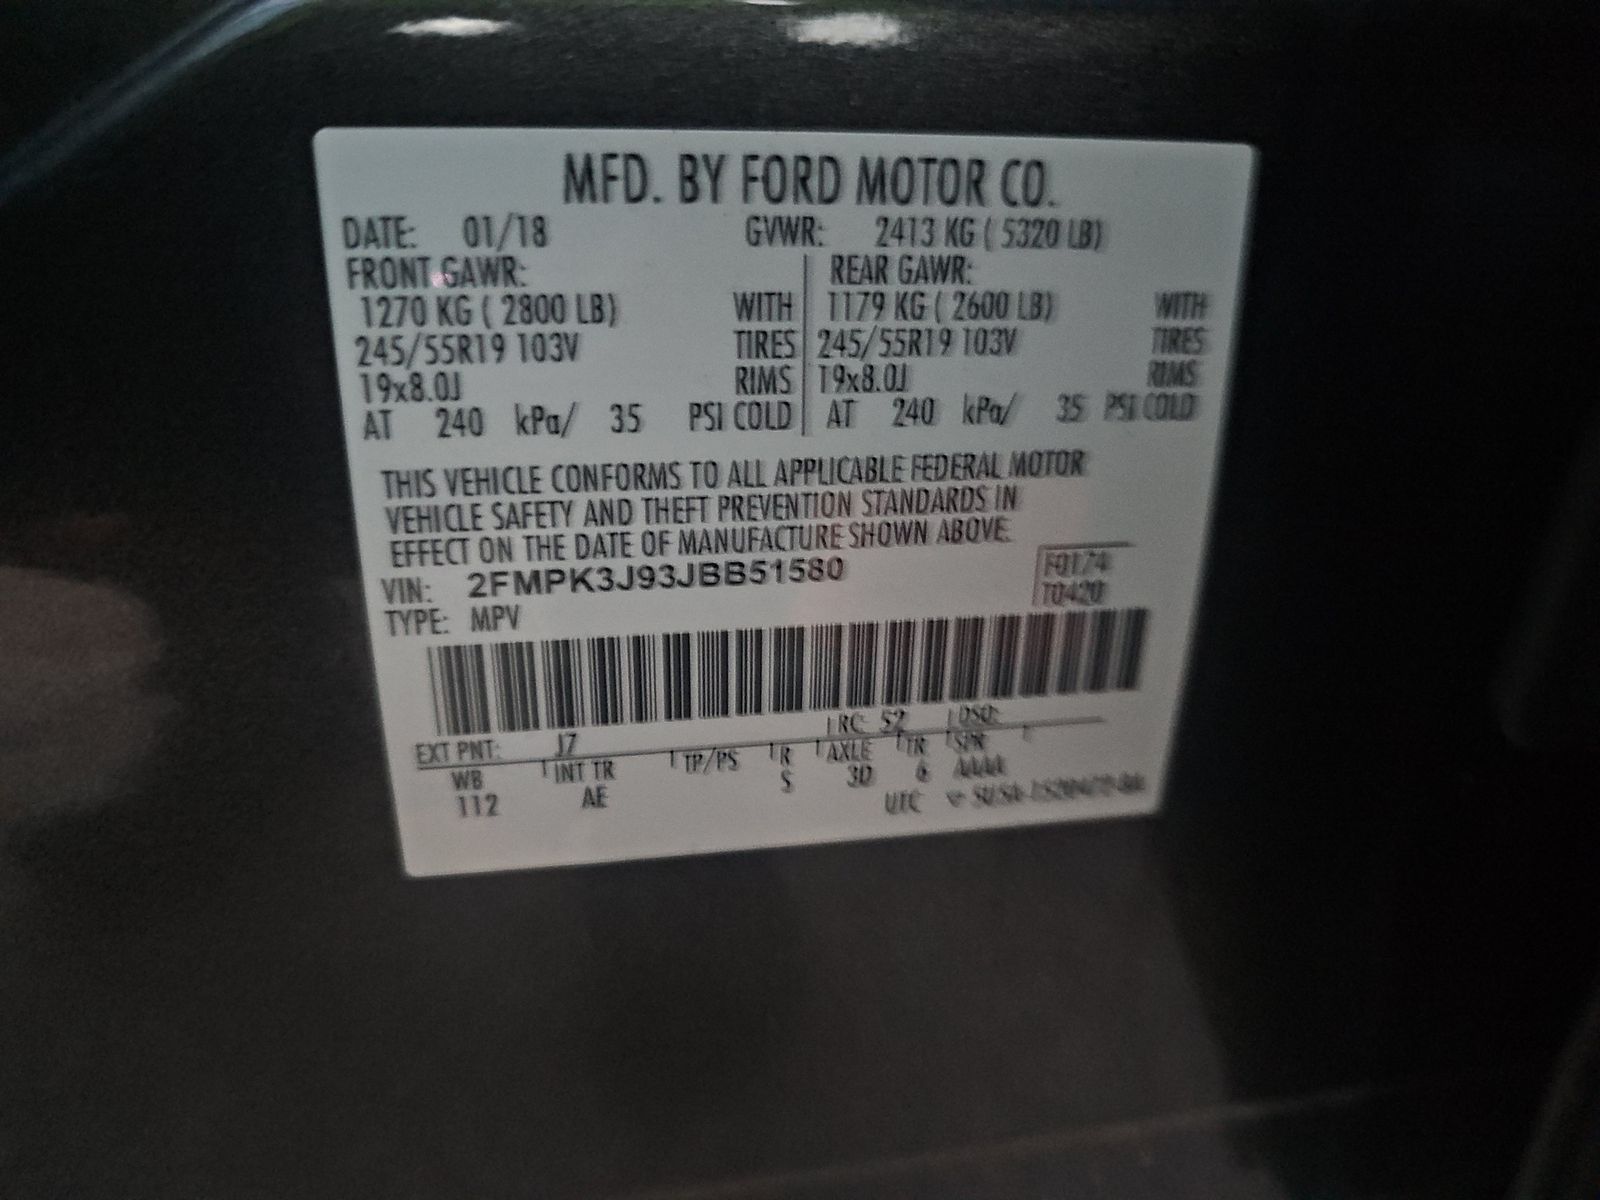 MFD. BY FORD MOTOR CO.
DATE: 01/18 GVWR: 2413 KG ( 5320 LB)
FRONT GAWR: REAR GAWR:
1270 KG ( 2800 LB) WITH 1179 KG ( 2600 LB) WITH
245/55R19 103V TIRES 245/55R19 103V TIRES
19x8.0J RIMS 19x8.0J RIMS
AT 240 kPa/ 35 PSI COLD AT 240 kPa/ 35 PSI COLD
THIS VEHICLE CONFORMS TO ALL APPLICABLE FEDERAL MOTOR
VEHICLE SAFETY AND THEFT PREVENTION STANDARDS IN
EFFECT ON THE DATE OF MANUFACTURE SHOWN ABOVE.
VIN: 2FMPK3J93JBB51580 F0174
TYPE: MPV T0420
EXT PNT: J7 RC: 52 DSO:
WB INT TR TP/PS R AXLE TR SPR
112 AE S 3D 6 AAAA
UTC